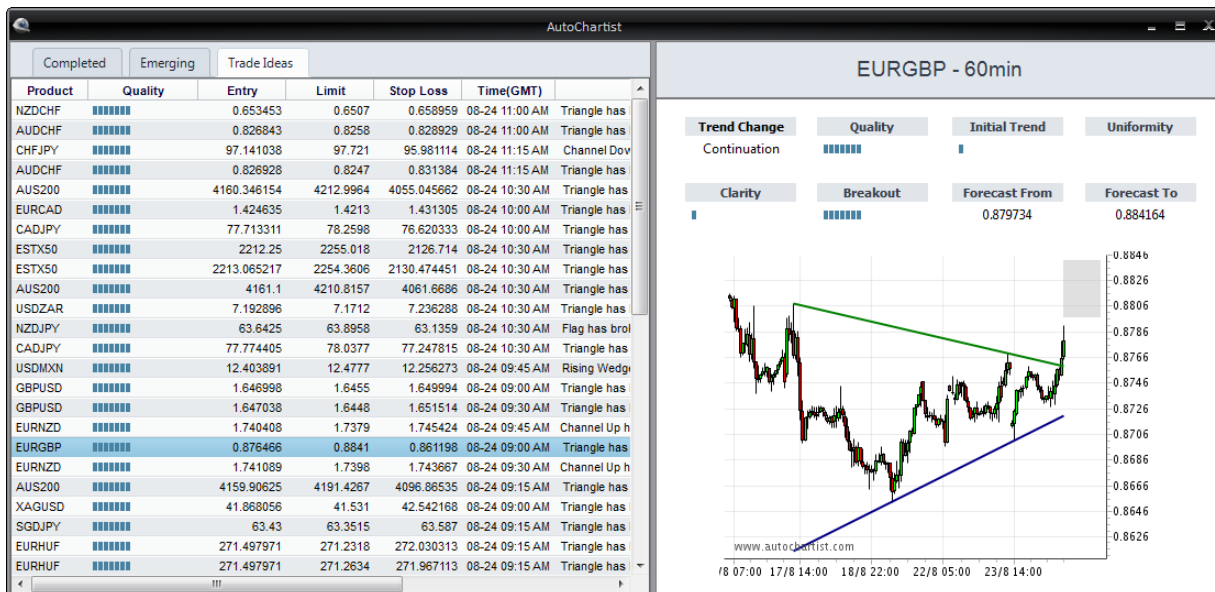 AutoChartist
Completed Emerging Trade Ideas
Product Quality Entry Limit Stop Loss Time(GMT)
NZDCHF 0.653453 0.6507 0.658959 08-24 11:00 AM Triangle has
AUDCHF 0.826843 0.8258 0.828929 08-24 11:00 AM Triangle has
CHFJPY 97.141038 97.721 95.981114 08-24 11:15 AM Channel Dow
AUDCHF 0.826928 0.8247 0.831384 08-24 11:15 AM Triangle has
AUS200 4160.346154 4212.9964 4055.045662 08-24 10:30 AM Triangle has
EURCAD 1.424635 1.4213 1.431305 08-24 10:00 AM Triangle has
CADJPY 77.713311 78.2598 76.620333 08-24 10:00 AM Triangle has
ESTX50 2212.25 2255.018 2126.714 08-24 10:30 AM Triangle has
ESTX50 2213.065217 2254.3606 2130.474451 08-24 10:30 AM Triangle has
AUS200 4161.1 4210.8157 4061.6686 08-24 10:30 AM Triangle has
USDZAR 7.192896 7.1712 7.236288 08-24 10:30 AM Triangle has
NZDJPY 63.6425 63.8958 63.1359 08-24 10:30 AM Flag has bro
CADJPY 77.774405 78.0377 77.247815 08-24 10:30 AM Triangle has
USDMXN 12.403891 12.4777 12.256273 08-24 09:45 AM Rising Wedge
GBPUSD 1.646998 1.6455 1.649994 08-24 09:00 AM Triangle has
GBPUSD 1.647038 1.6448 1.651514 08-24 09:30 AM Triangle has
EURNZD 1.740408 1.7379 1.745424 08-24 09:45 AM Channel Up h
EURGBP 0.876466 0.8841 0.861198 08-24 09:00 AM Triangle has
EURNZD 1.741089 1.7398 1.743667 08-24 09:30 AM Channel Up h
AUS200 4159.90625 4191.4267 4096.86535 08-24 09:15 AM Triangle has
XAGUSD 41.868056 41.531 42.542168 08-24 09:00 AM Triangle has
SGDJPY 63.43 63.3515 63.587 08-24 09:15 AM Triangle has
EURHUF 271.497971 271.2318 272.030313 08-24 09:15 AM Triangle has
EURHUF 271.497971 271.2634 271.967113 08-24 09:15 AM Triangle has
EURGBP - 60min
Trend Change Quality Initial Trend Uniformity
Continuation
Clarity Breakout Forecast From Forecast To
0.879734 0.884164
0.8846
0.8826
0.8806
0.8786
0.8766
0.8746
0.8726
0.8706
0.8686
0.8666
0.8646
0.8626
www.autochartist.com
/8 07:00 17/8 14:00 18/8 22:00 22/8 05:00 23/8 14:00